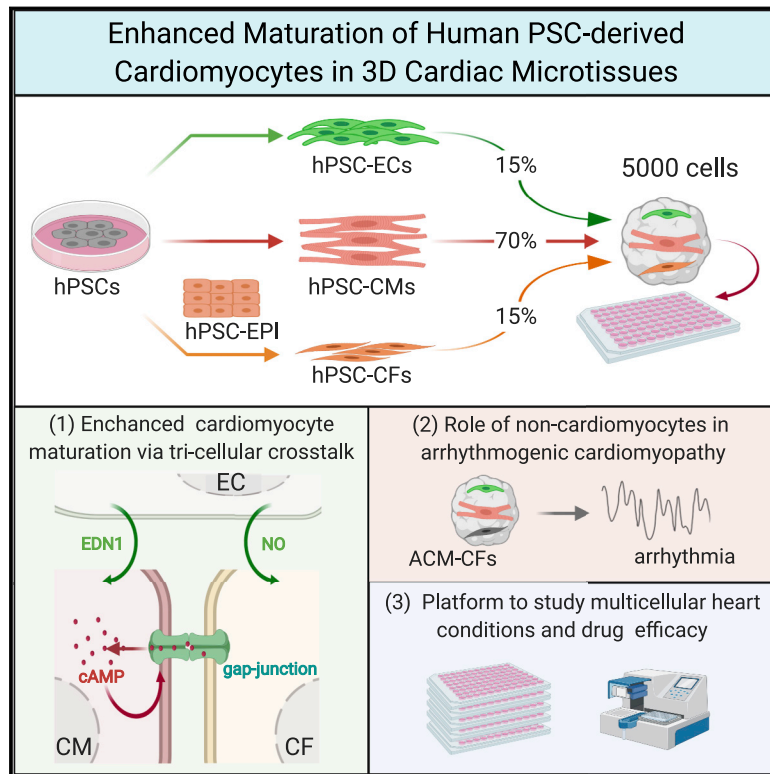 Enhanced Maturation of Human PSC-derived
Cardiomyocytes in 3D Cardiac Microtissues
hPSC-ECs
15%
5000 cells
hPSCs
hPSC-CMs
70%
hPSC-EPI
hPSC-CFs
15%
(1) Enchanced cardiomyocyte
maturation via tri-cellular crosstalk
EC
EDN1
NO
cAMP
gap-junction
CM
CF
(2) Role of non-cardiomyocytes in
arrhythmogenic cardiomyopathy
ACM-CFs
arrhythmia
(3) Platform to study multicellular heart
conditions and drug efficacy